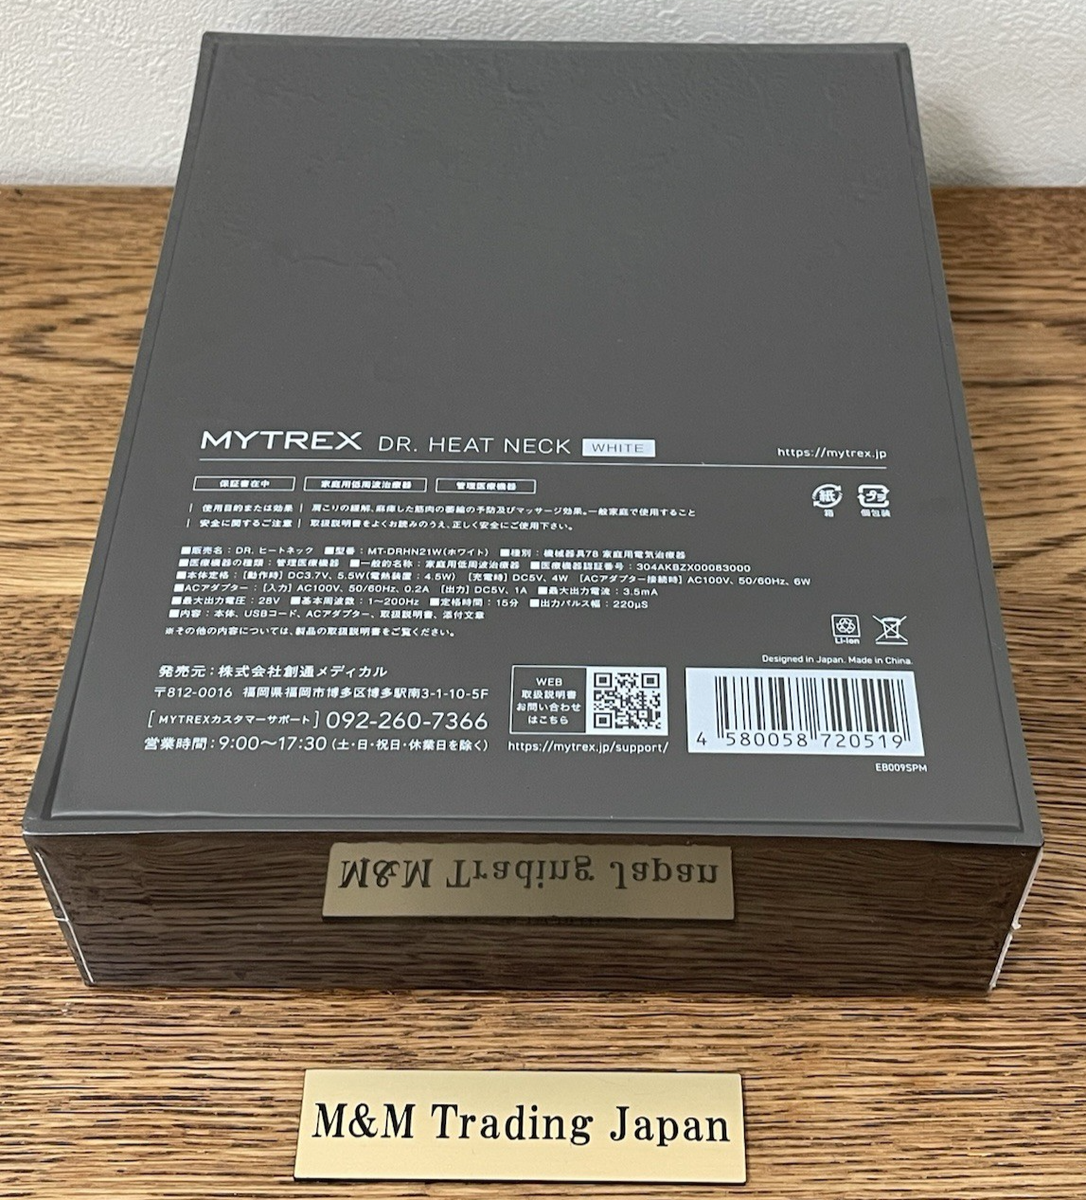 MYTREX DR. HEAT NECK WHITE https://mytrex.jp
保証書在中 家庭用低周波治療器 管理医療機器
紙 箱 プラ 個包装
| 使用目的または効果 | 肩こりの緩解、麻痺した筋肉の萎縮の予防及びマッサージ効果。一般家庭で使用すること
| 安全に関するご注意 | 取扱説明書をよくお読みのうえ、正しく安全にご使用下さい。
■販売名：DR. ヒートネック ■型番：MT-DRHN21W(ホワイト) ■種別：機械器具78 家庭用電気治療器
■医療機器の種類：管理医療機器 ■一般的名称：家庭用低周波治療器 ■医療機器認証番号：304AKBZX00083000
■本体定格：[動作時] DC3.7V、5.5W(電熱装置：4.5W) [充電時] DC5V、4W [ACアダプター接続時] AC100V、50/60Hz、6W
■ACアダプター：[入力] AC100V、50/60Hz、0.2A [出力] DC5V、1A ■最大出力電流：3.5mA
■最大出力電圧：28V ■基本周波数：1〜200Hz ■定格時間：15分 ■出力パルス幅：220μS
■内容：本体、USBコード、ACアダプター、取扱説明書、添付文章
※その他の内容については、製品の取扱説明書をご覧ください。
Li-ion
Designed in Japan. Made in China.
発売元：株式会社創通メディカル
〒812-0016 福岡県福岡市博多区博多駅南3-1-10-5F
[MYTREXカスタマーサポート] 092-260-7366
営業時間：9:00〜17:30 (土・日・祝日・休業日を除く)
WEB
取扱説明書
お問い合わせ
はこちら
https://mytrex.jp/support/
4 580058 720519
EB009SPM
M&M Trading Japan
M&M Trading Japan